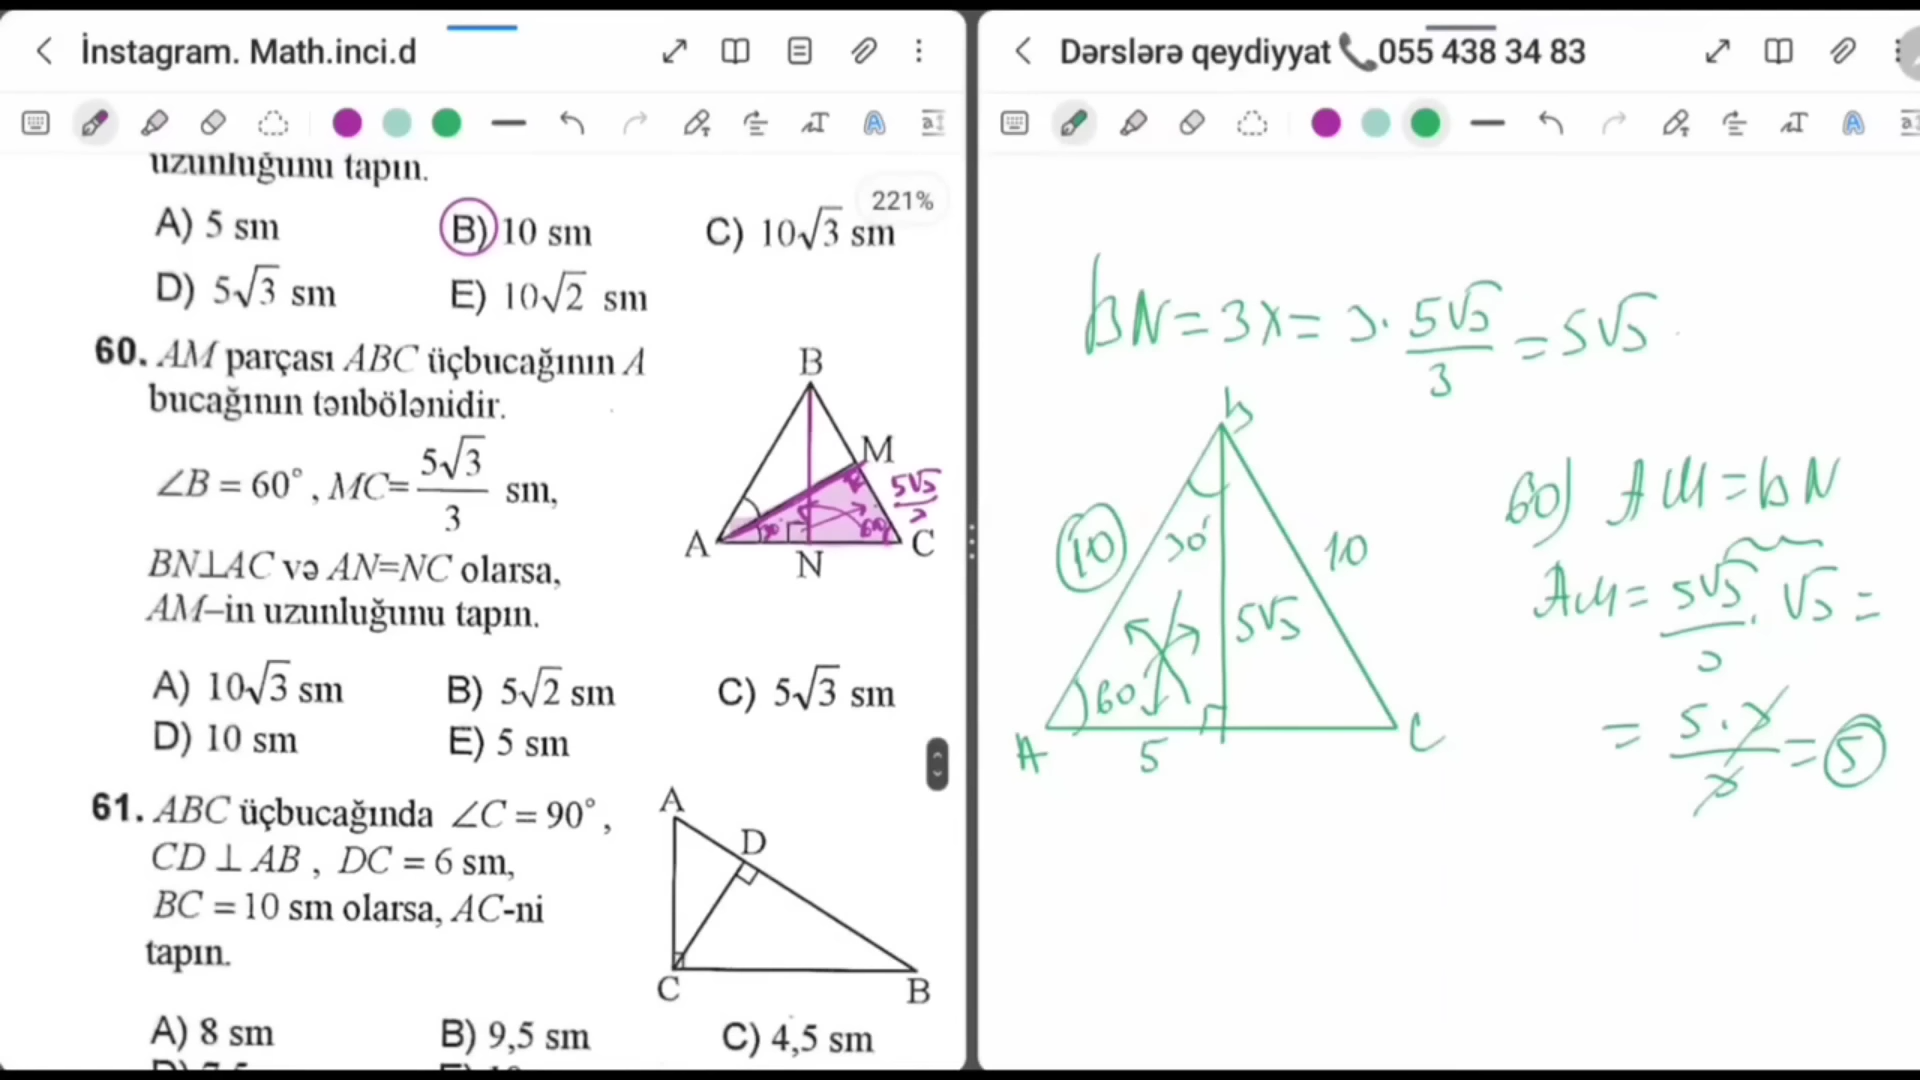 İnstagram. Math.inci.d
uzunluğunu tapın.
221%
A) 5 sm
B) 10 sm
C) 10√3 sm
D) 5√3 sm
E) 10√2 sm
60. AM parçası ABC üçbucağının A
bucağının tənbölənidir.
∠B = 60°, MC= 5√3/3 sm,
BN⊥AC və AN=NC olarsa,
AM–in uzunluğunu tapın.
B
M
A
N
C
30°
60
5√3/3
A) 10√3 sm
B) 5√2 sm
C) 5√3 sm
D) 10 sm
E) 5 sm
61. ABC üçbucağında ∠C = 90°,
CD ⊥ AB, DC = 6 sm,
BC = 10 sm olarsa, AC-ni
tapın.
A
D
C
B
A) 8 sm
B) 9,5 sm
C) 4,5 sm
Dərslərə qeydiyyat 📞055 438 34 83
BN = 3x = 3 · 5√3/3 = 5√3
B
10
30°
10
5√3
60
A
5
C
60) AM = BN
AM = 5√3/3 · √3 =
= 5·3/3 = 5